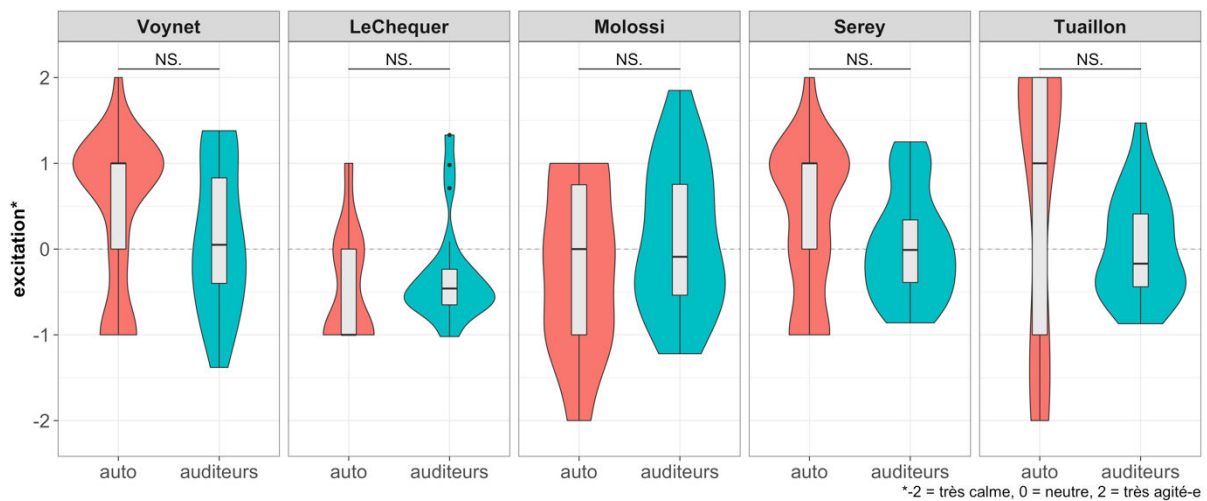 Voynet LeChequer Molossi Serey Tuaillon
NS. NS. NS. NS. NS.
2
1
0
-1
-2
excitation*
auto auditeurs auto auditeurs auto auditeurs auto auditeurs auto auditeurs
*-2 = très calme, 0 = neutre, 2 = très agité-e